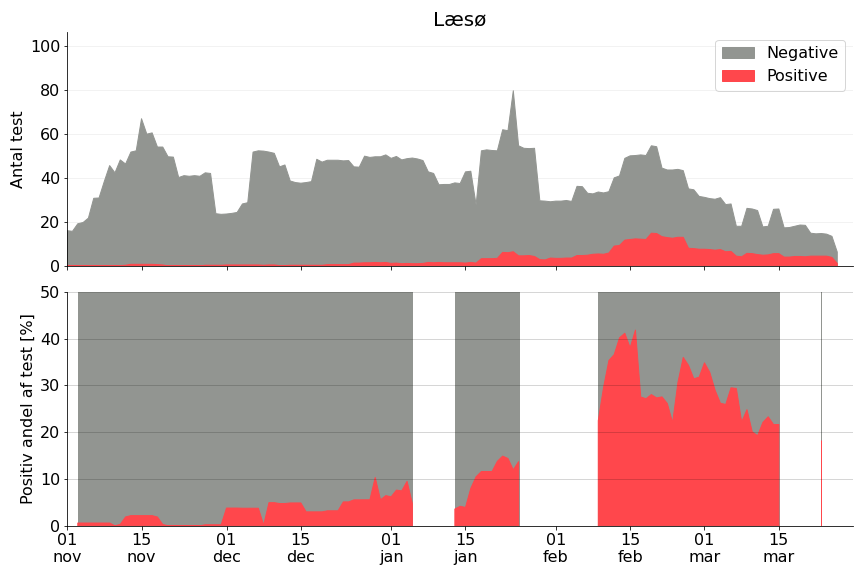 Læsø
Antal test
100
80
60
40
20
0
Negative
Positive
Positiv andel af test [%]
50
40
30
20
10
0
01 15 01 15 01 15 01 15 01 15
nov nov dec dec jan jan feb feb mar mar